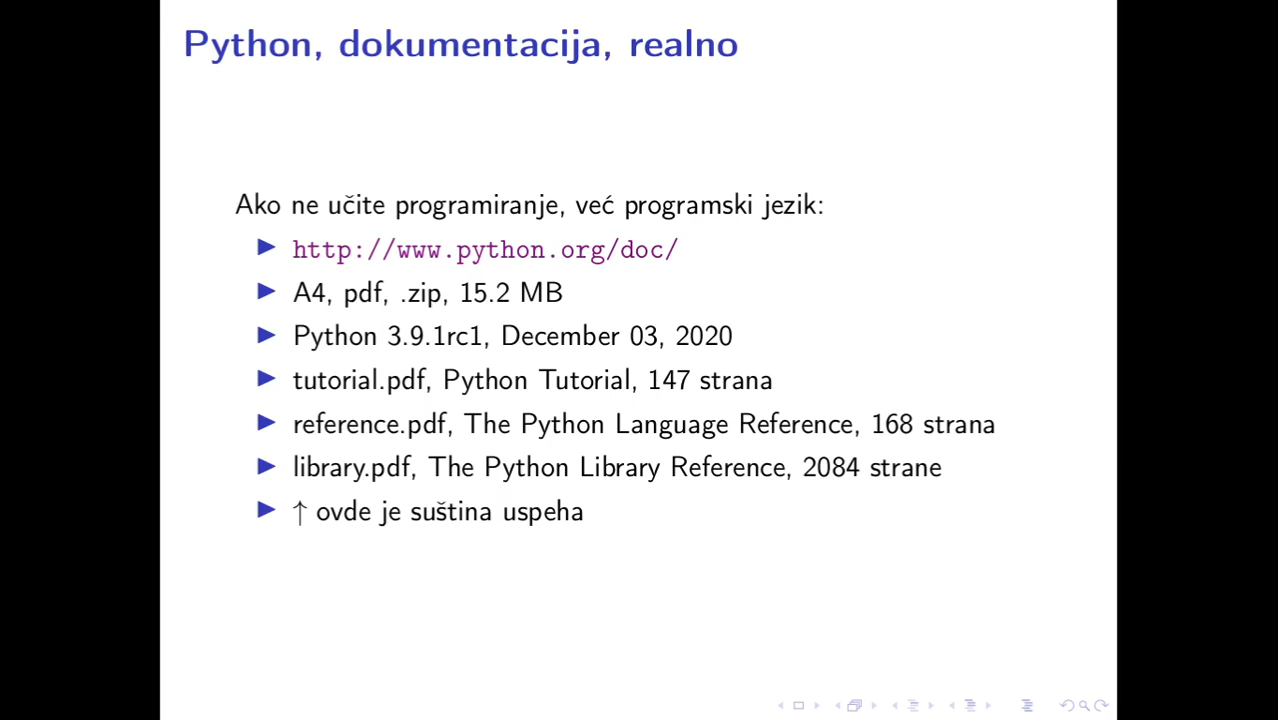 Python, dokumentacija, realno
Ako ne učite programiranje, već programski jezik:
http://www.python.org/doc/
A4, pdf, .zip, 15.2 MB
Python 3.9.1rc1, December 03, 2020
tutorial.pdf, Python Tutorial, 147 strana
reference.pdf, The Python Language Reference, 168 strana
library.pdf, The Python Library Reference, 2084 strane
↑ ovde je suština uspeha